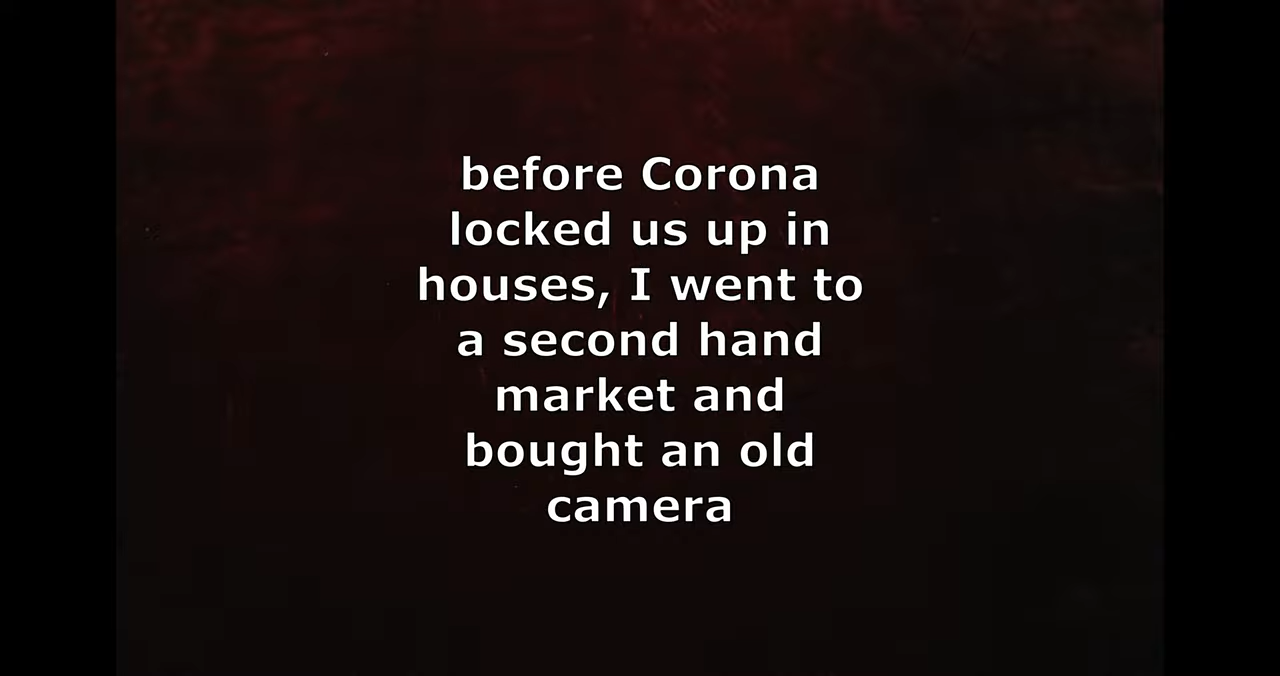 before Corona
locked us up in
houses, I went to
a second hand
market and
bought an old
camera